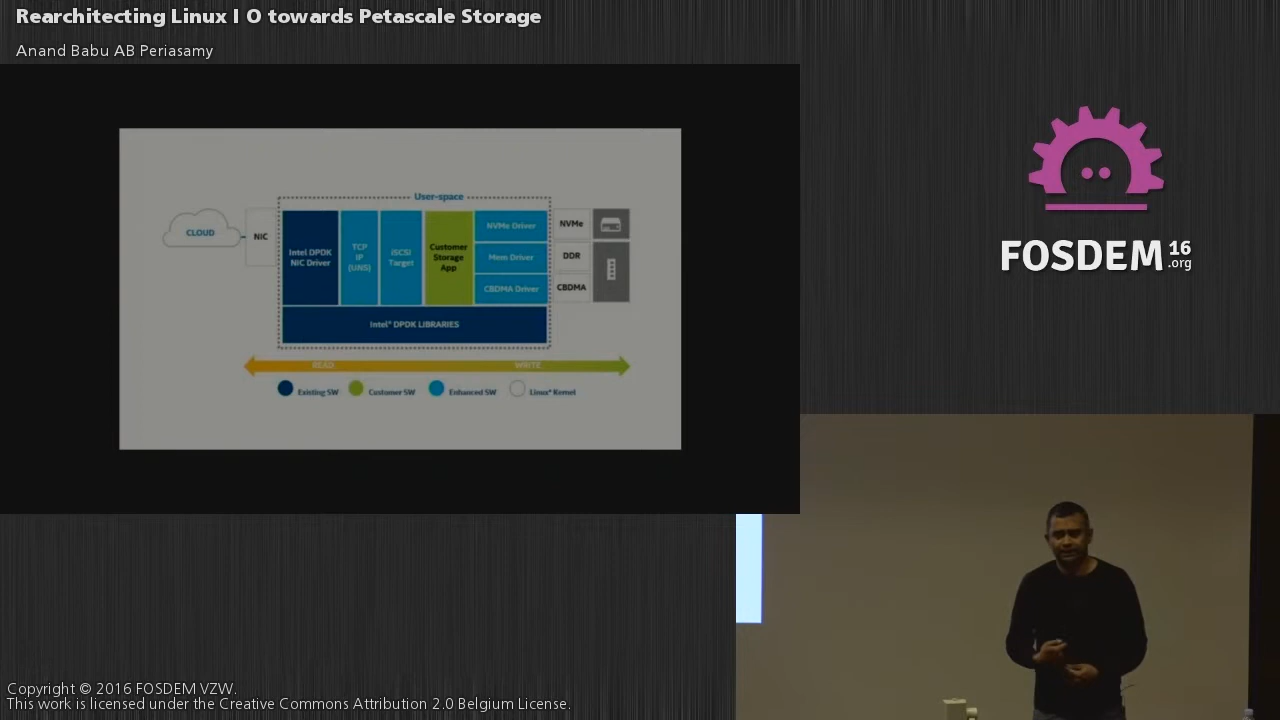 Rearchitecting Linux I O towards Petascale Storage
Anand Babu AB Periasamy
User-space
CLOUD
NIC
Intel DPDK
NIC Driver
TCP
IP
(UNS)
iSCSI
Target
Customer
Storage
App
NVMe Driver
Mem Driver
CBDMA Driver
NVMe
DDR
CBDMA
Intel® DPDK LIBRARIES
READ
WRITE
Existing SW
Customer SW
Enhanced SW
Linux* Kernel
FOSDEM 16
.org
Copyright © 2016 FOSDEM VZW.
This work is licensed under the Creative Commons Attribution 2.0 Belgium License.